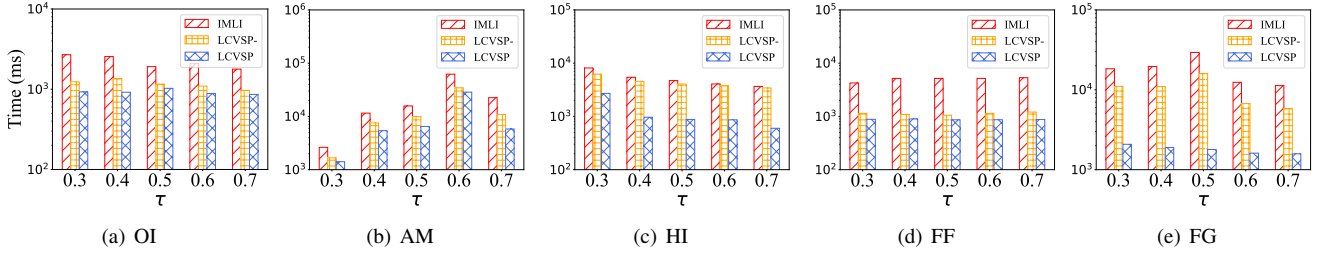 Time (ms)
10^4
10^3
10^2
IMLI
LCVSP-
LCVSP
0.3 0.4 0.5 0.6 0.7
τ
(a) OI
10^6
10^5
10^4
10^3
IMLI
LCVSP-
LCVSP
0.3 0.4 0.5 0.6 0.7
τ
(b) AM
10^5
10^4
10^3
10^2
IMLI
LCVSP-
LCVSP
0.3 0.4 0.5 0.6 0.7
τ
(c) HI
10^5
10^4
10^3
10^2
IMLI
LCVSP-
LCVSP
0.3 0.4 0.5 0.6 0.7
τ
(d) FF
10^5
10^4
10^3
IMLI
LCVSP-
LCVSP
0.3 0.4 0.5 0.6 0.7
τ
(e) FG